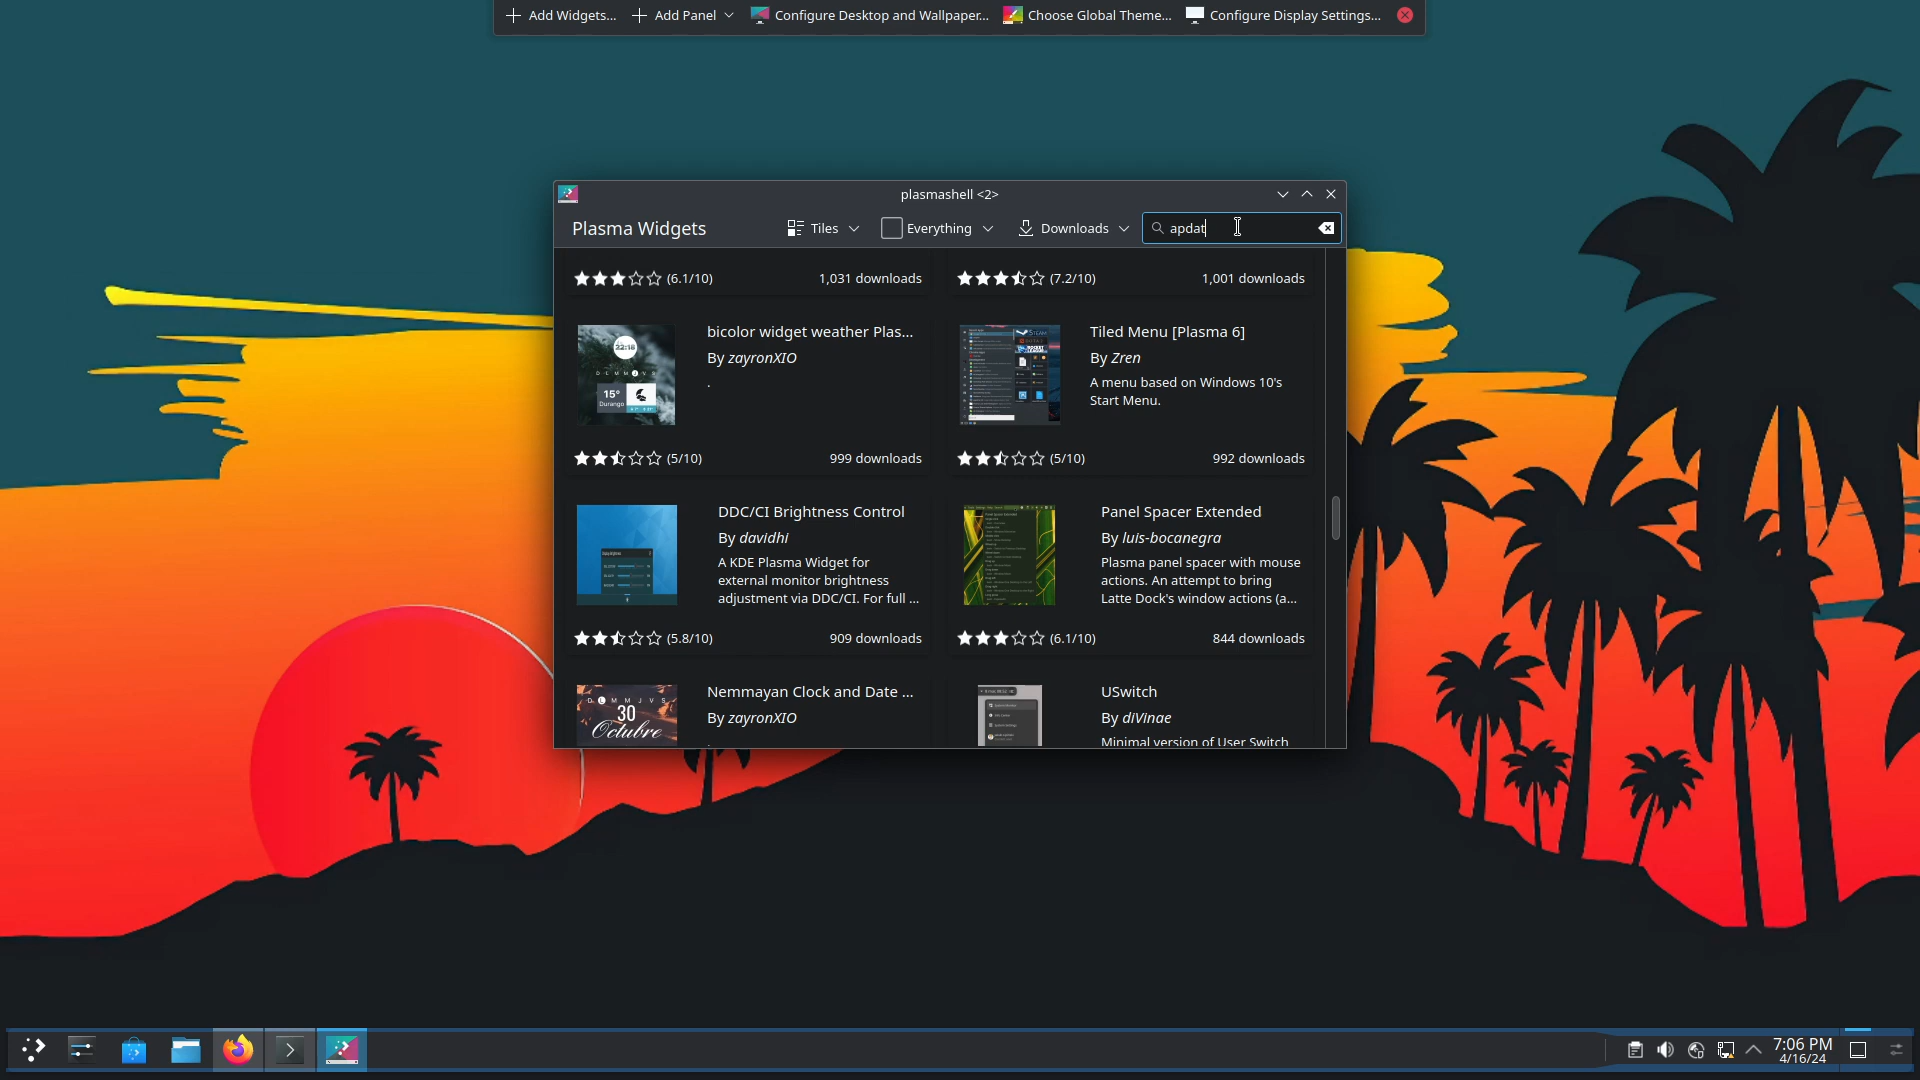 Add Widgets... Add Panel Configure Desktop and Wallpaper... Choose Global Theme... Configure Display Settings...
plasmashell <2>
Plasma Widgets Tiles Everything Downloads apdat
(6.1/10) 1,031 downloads
(7.2/10) 1,001 downloads
22:18
15°
Durango
bicolor widget weather Plas...
By zayronXIO
.
(5/10) 999 downloads
STEAM
Tiled Menu [Plasma 6]
By Zren
A menu based on Windows 10's
Start Menu.
(5/10) 992 downloads
DDC/CI Brightness Control
By davidhi
A KDE Plasma Widget for
external monitor brightness
adjustment via DDC/CI. For full ...
(5.8/10) 909 downloads
Panel Spacer Extended
By luis-bocanegra
Plasma panel spacer with mouse
actions. An attempt to bring
Latte Dock's window actions (a...
(6.1/10) 844 downloads
D L M M J V S
30
Octubre
Nemmayan Clock and Date ...
By zayronXIO
USwitch
By diVinae
Minimal version of User Switch
7:06 PM
4/16/24